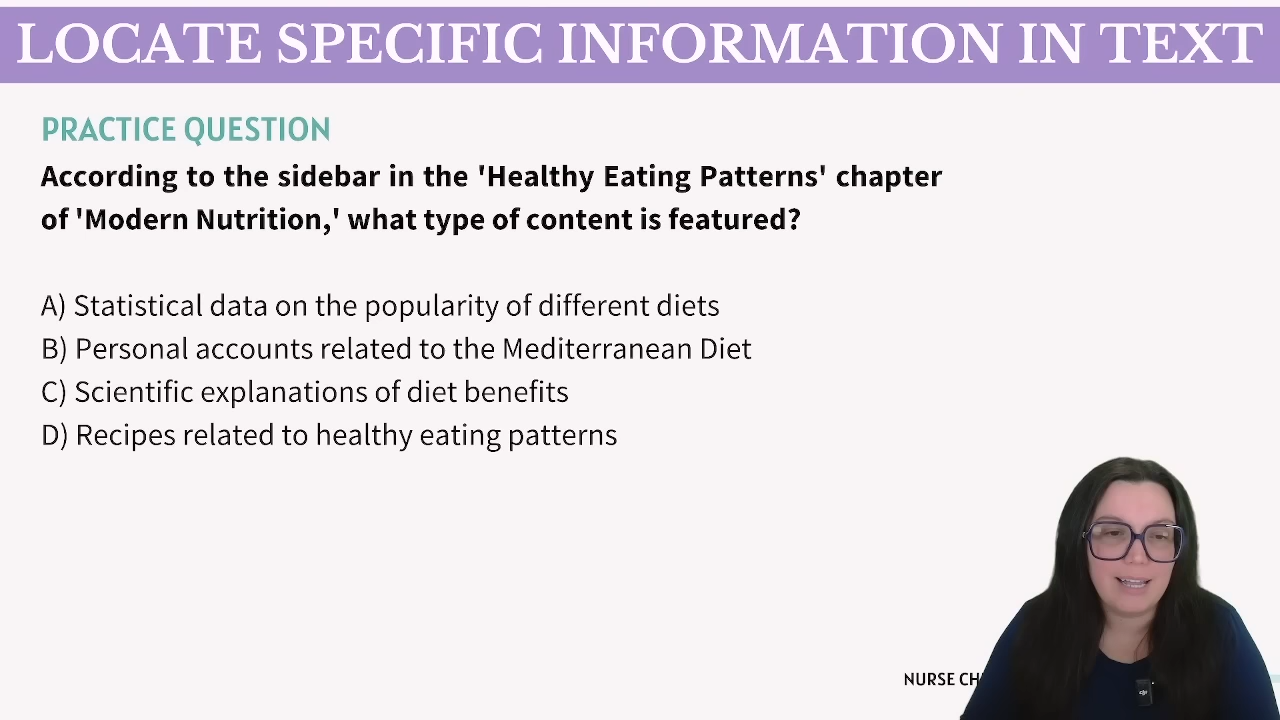 LOCATE SPECIFIC INFORMATION IN TEXT
PRACTICE QUESTION
According to the sidebar in the 'Healthy Eating Patterns' chapter
of 'Modern Nutrition,' what type of content is featured?
A) Statistical data on the popularity of different diets
B) Personal accounts related to the Mediterranean Diet
C) Scientific explanations of diet benefits
D) Recipes related to healthy eating patterns
NURSE